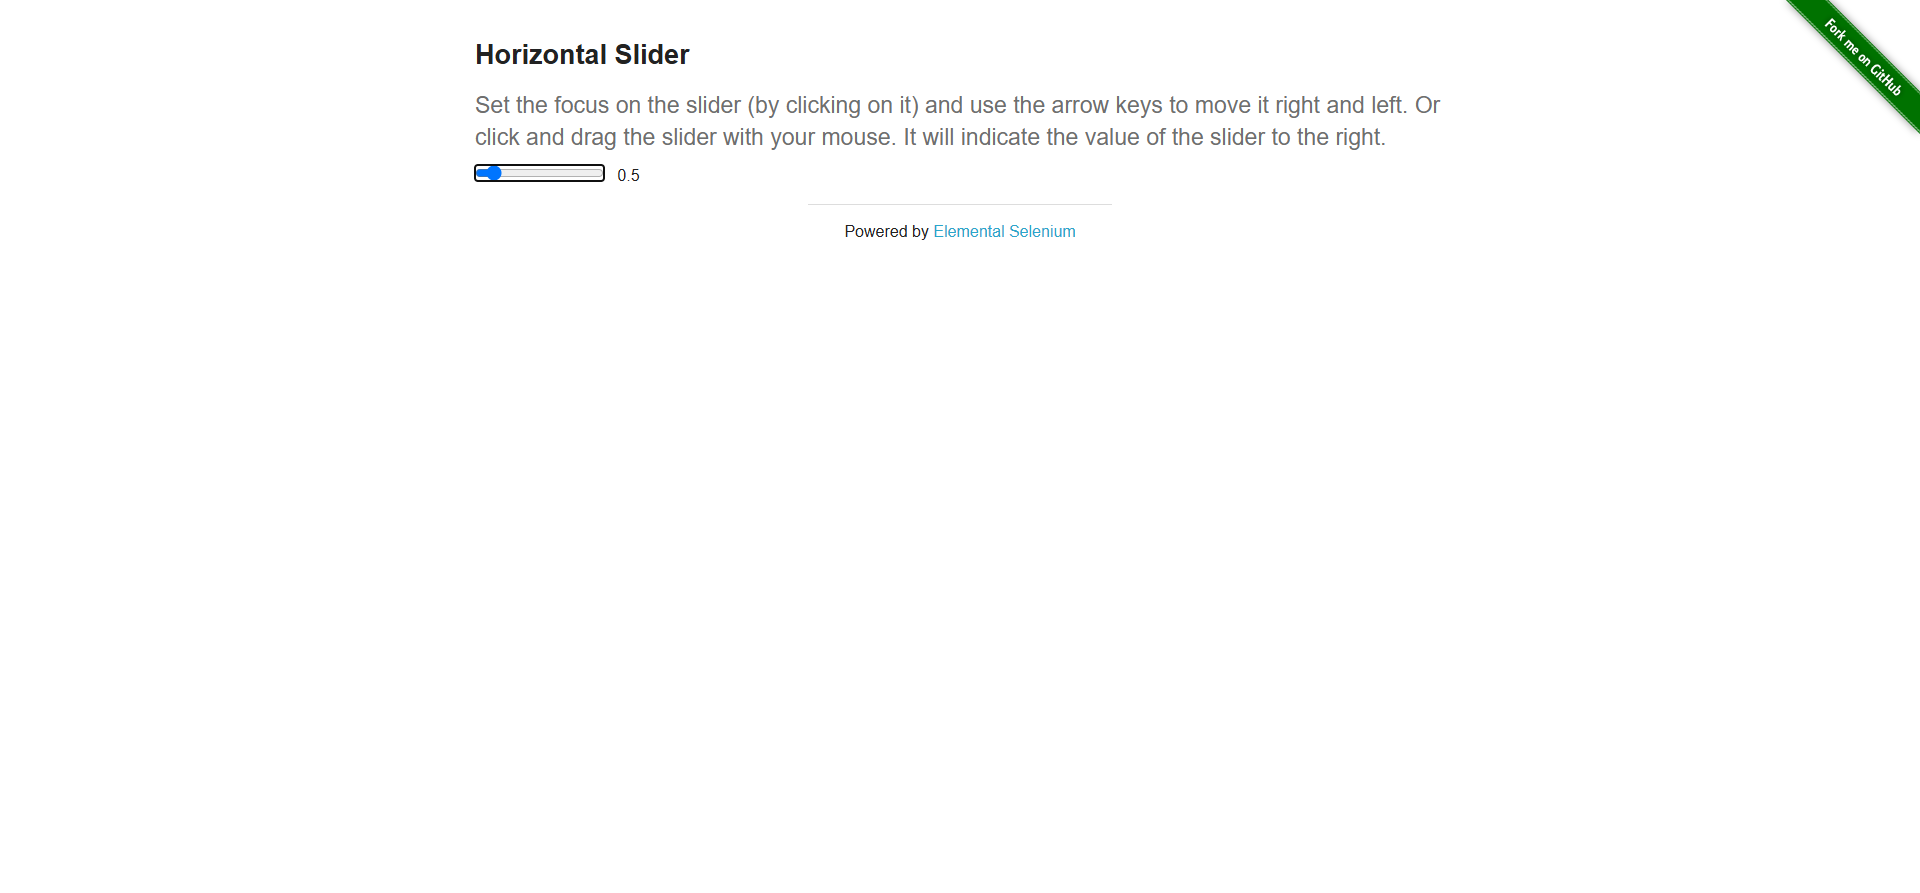 Horizontal Slider
Set the focus on the slider (by clicking on it) and use the arrow keys to move it right and left. Or
click and drag the slider with your mouse. It will indicate the value of the slider to the right.
0.5
Powered by Elemental Selenium
Fork me on GitHub